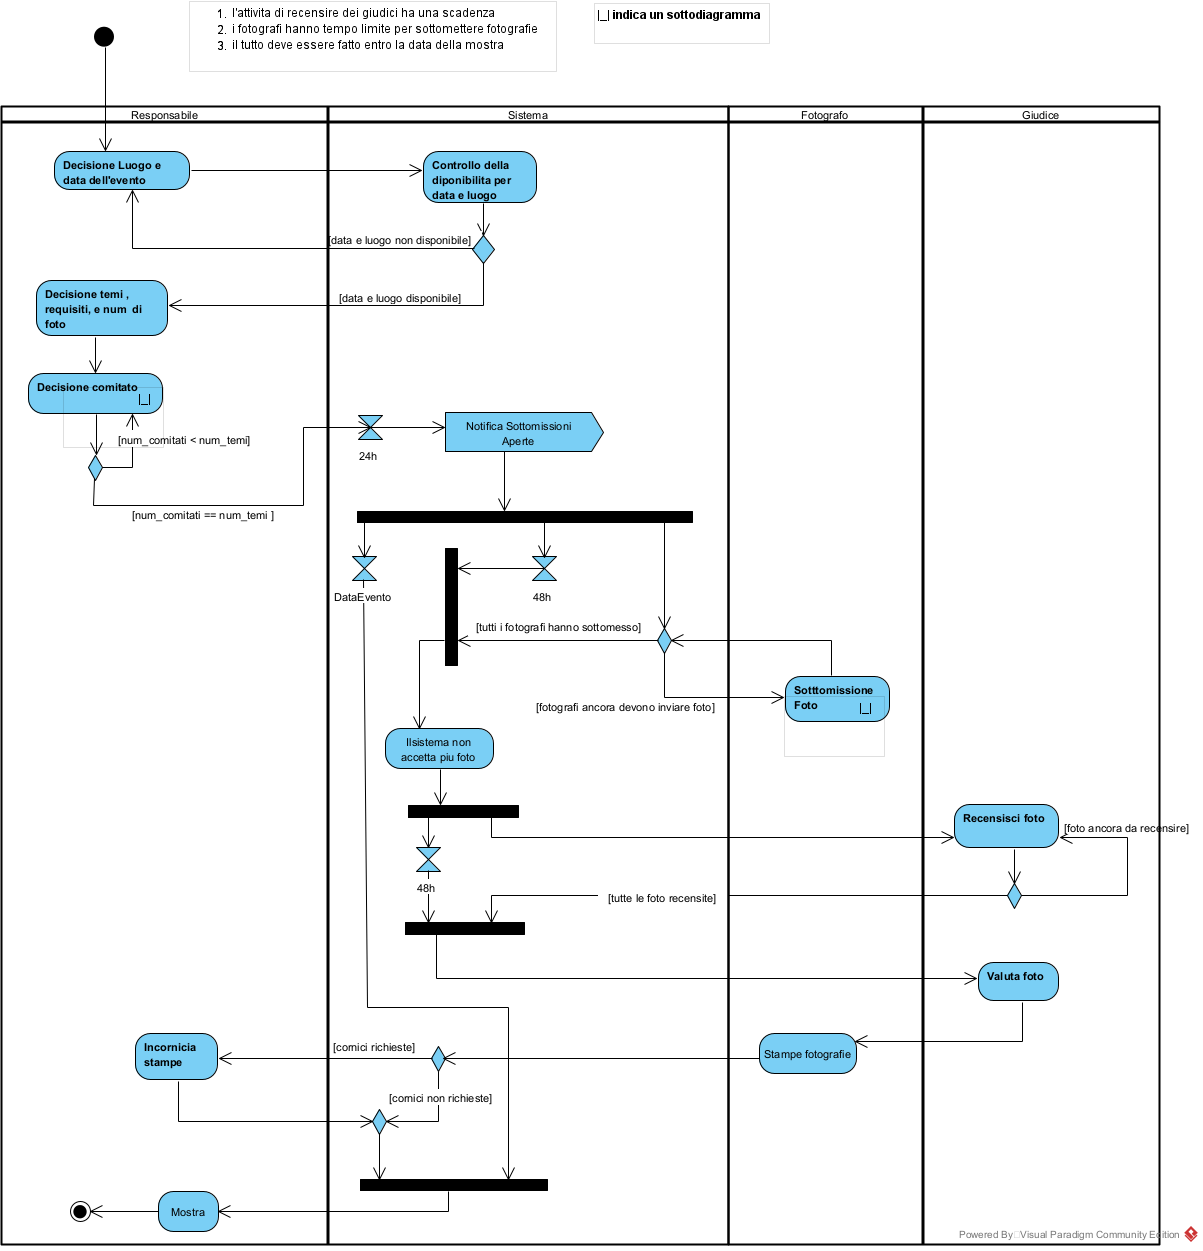 1. l'attivita di recensire dei giudici ha una scadenza
2. i fotografi hanno tempo limite per sottomettere fotografie
3. il tutto deve essere fatto entro la data della mostra
|_| indica un sottodiagramma
Responsabile
Sistema
Fotografo
Giudice
Decisione Luogo e
data dell'evento
Controllo della
diponibilita per
data e luogo
[data e luogo non disponibile]
[data e luogo disponibile]
Decisione temi ,
requisiti, e num di
foto
Decisione comitato
|_|
[num_comitati < num_temi]
[num_comitati == num_temi ]
24h
Notifica Sottomissioni
Aperte
DataEvento
48h
[tutti i fotografi hanno sottomesso]
[fotografi ancora devono inviare foto]
Sotttomissione
Foto
|_|
Ilsistema non
accetta piu foto
Recensisci foto
[foto ancora da recensire]
48h
[tutte le foto recensite]
Valuta foto
Incornicia
stampe
[cornici richieste]
Stampe fotografie
[cornici non richieste]
Mostra
Powered By Visual Paradigm Community Edition